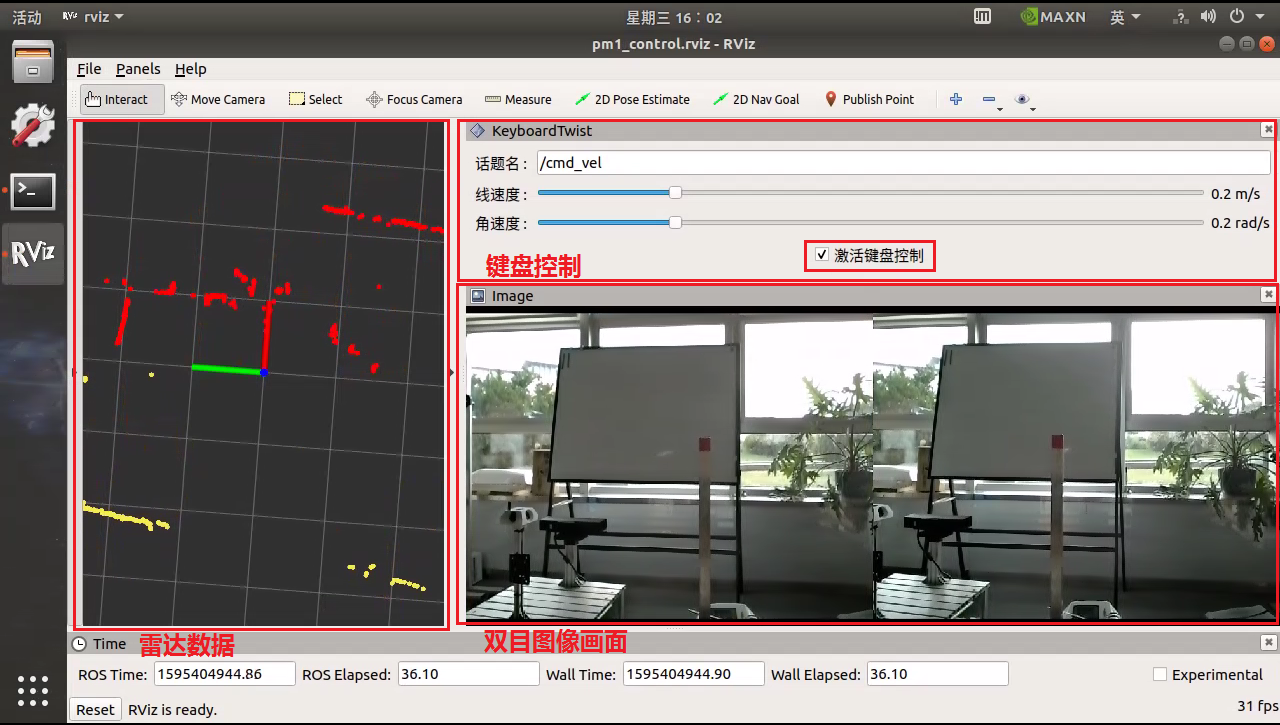 活动 RViz rviz 星期三 16：02 MAXN 英
pm1_control.rviz - RViz
File Panels Help
Interact Move Camera Select Focus Camera Measure 2D Pose Estimate 2D Nav Goal Publish Point
RViz
KeyboardTwist
话题名： /cmd_vel
线速度： 0.2 m/s
角速度： 0.2 rad/s
激活键盘控制
键盘控制
Image
双目图像画面
雷达数据
Time
ROS Time: 1595404944.86 ROS Elapsed: 36.10 Wall Time: 1595404944.90 Wall Elapsed: 36.10 Experimental
Reset RViz is ready. 31 fps